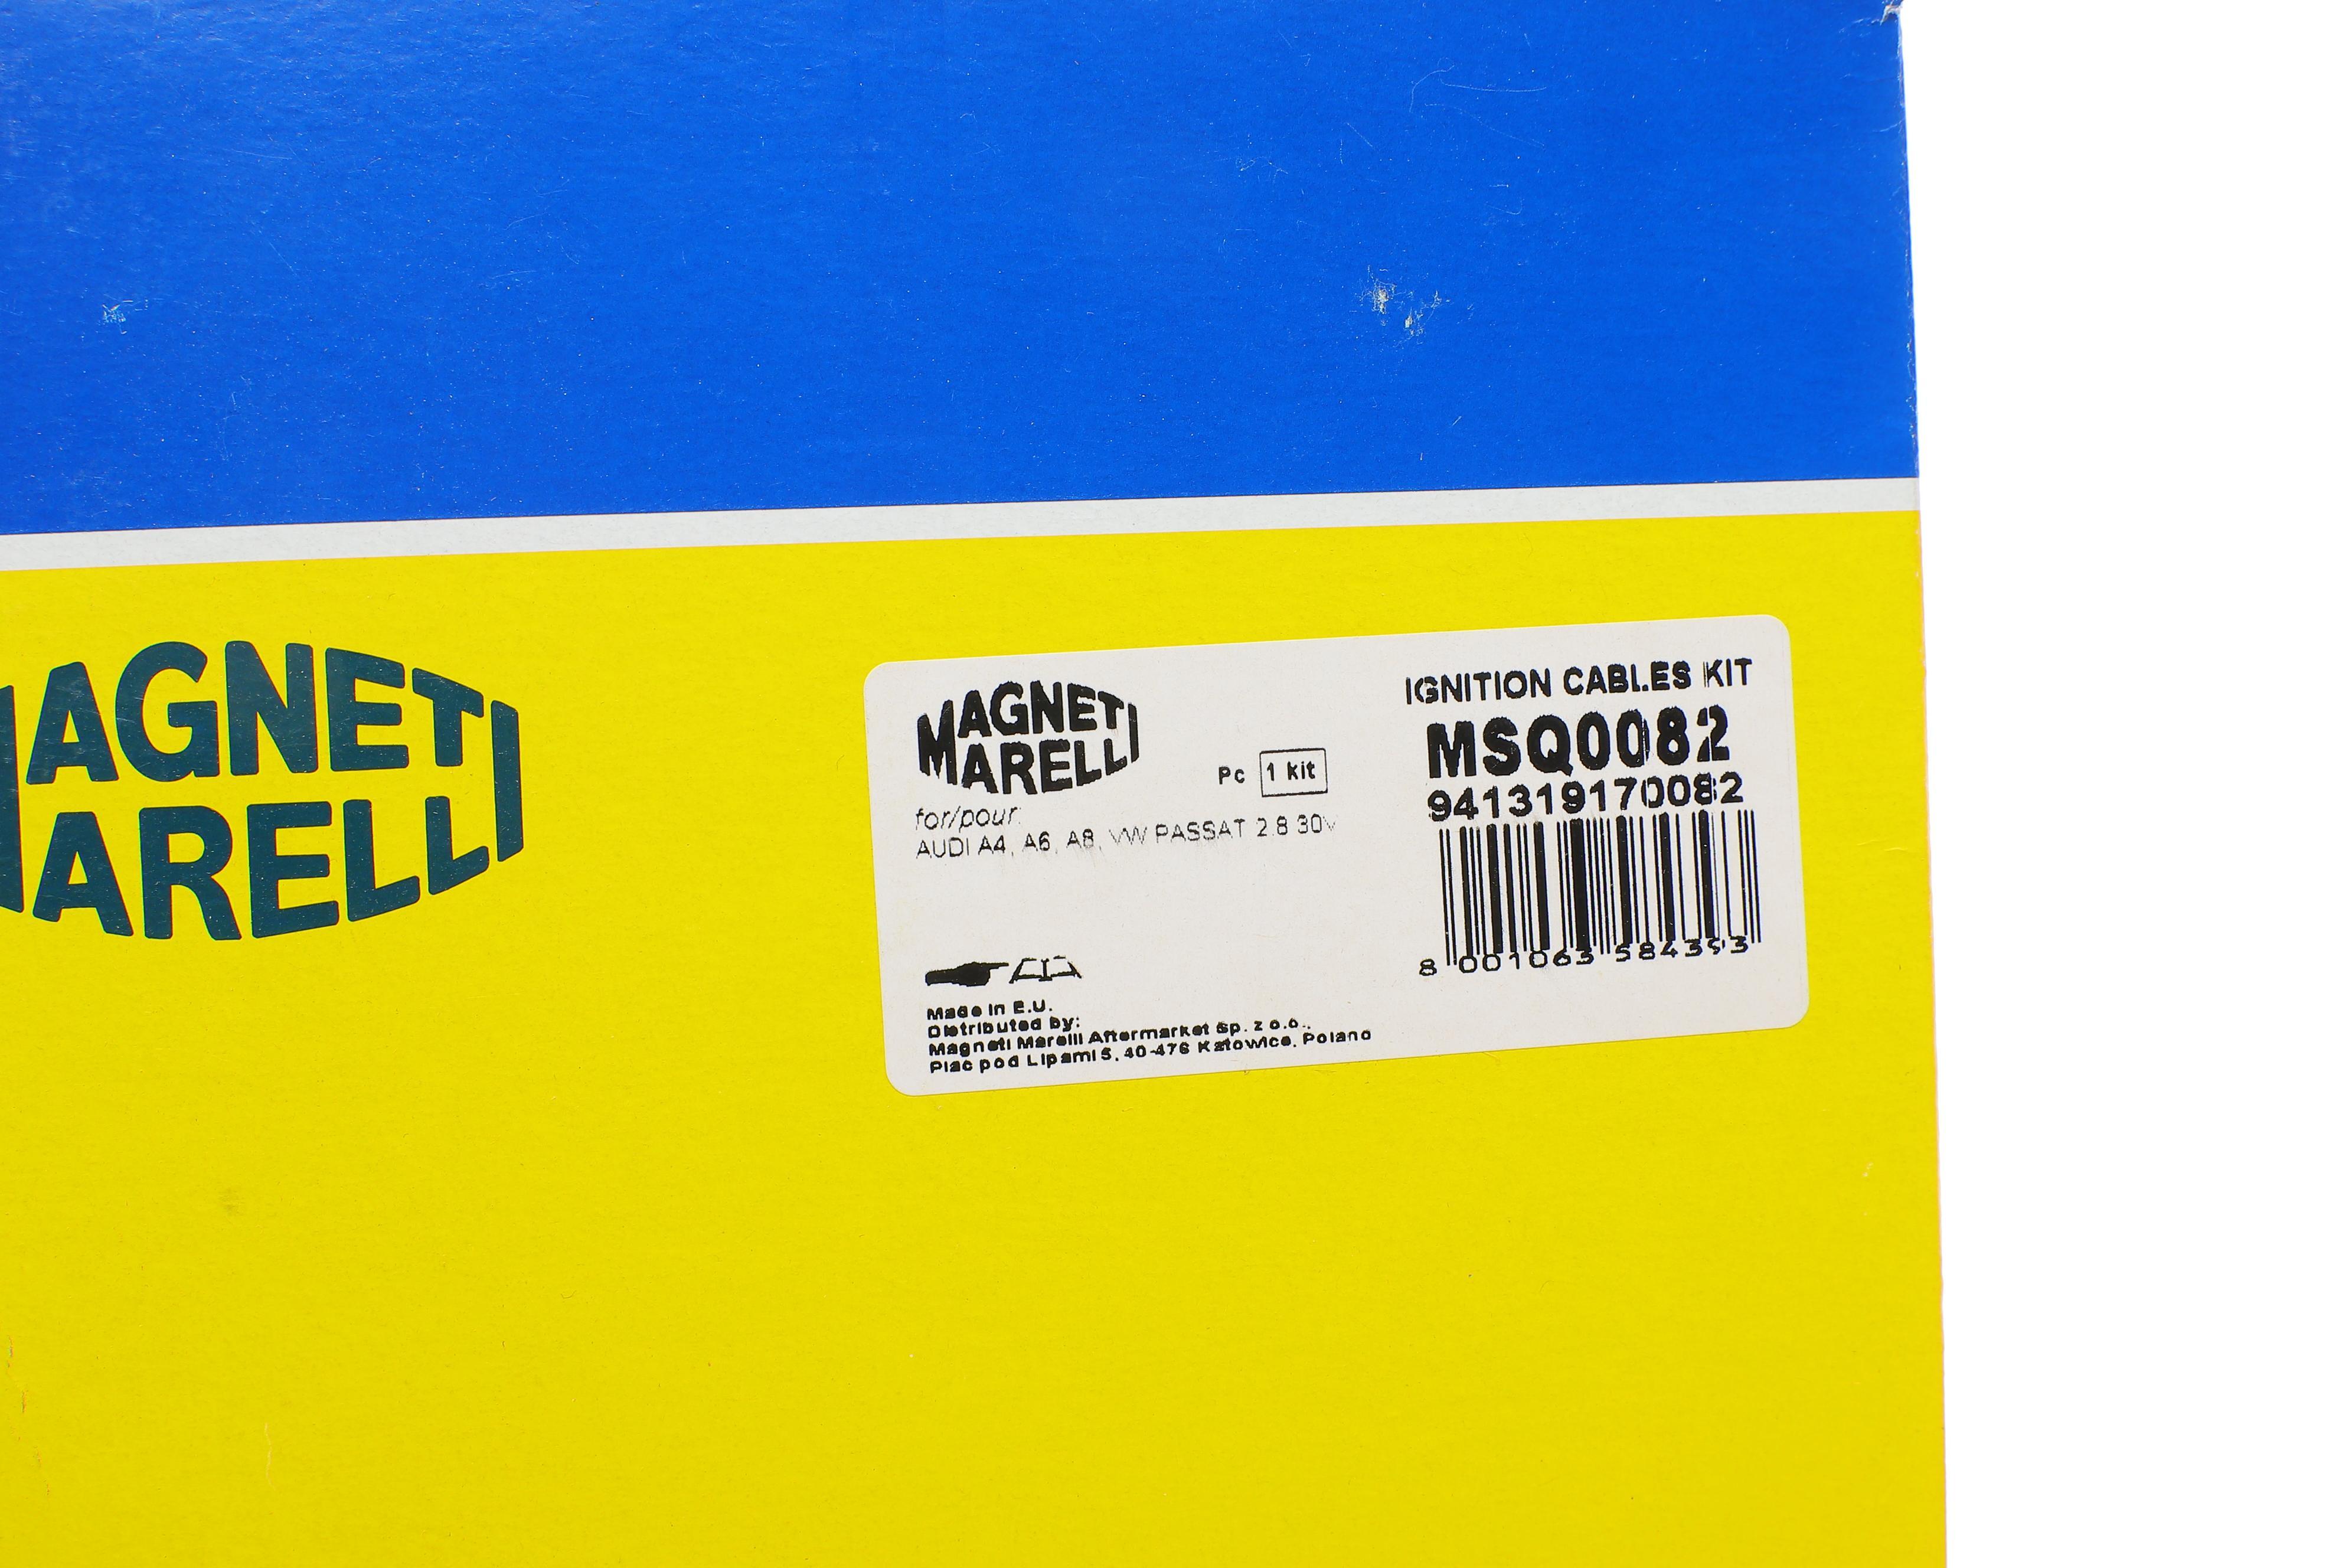 MAGNETI
MARELLI
MAGNETI
MARELLI
Pc 1 kit
for/pour:
AUDI A4, A6, A8, VW PASSAT 2.8 30V
Made in E.U.
Distributed by:
Magneti Marelli Aftermarket Sp. z o.o.,
Plac pod Lipami 5, 40-476 Katowice, Poland
IGNITION CABLES KIT
MSQ0082
941319170082
8 001063 584393